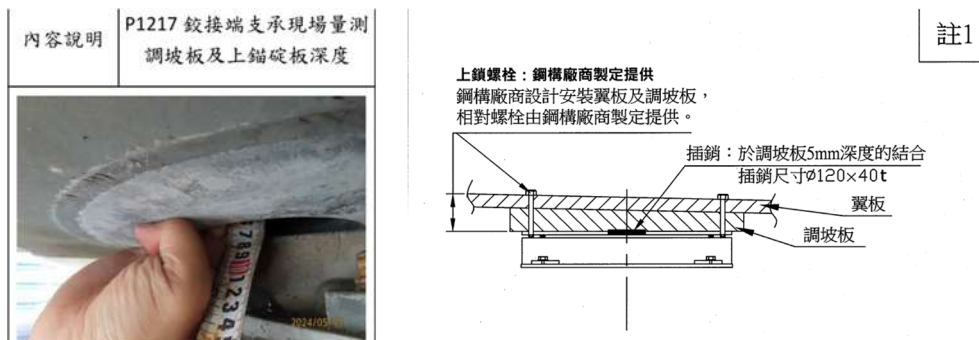 內容說明
P1217 鉸接端支承現場量測
調坡板及上錨碇板深度
789 1234
2024/05/
註1
上鎖螺栓：鋼構廠商製定提供
鋼構廠商設計安裝翼板及調坡板，
相對螺栓由鋼構廠商製定提供。
插銷：於調坡板5mm深度的結合
插銷尺寸Ø120×40t
翼板
調坡板